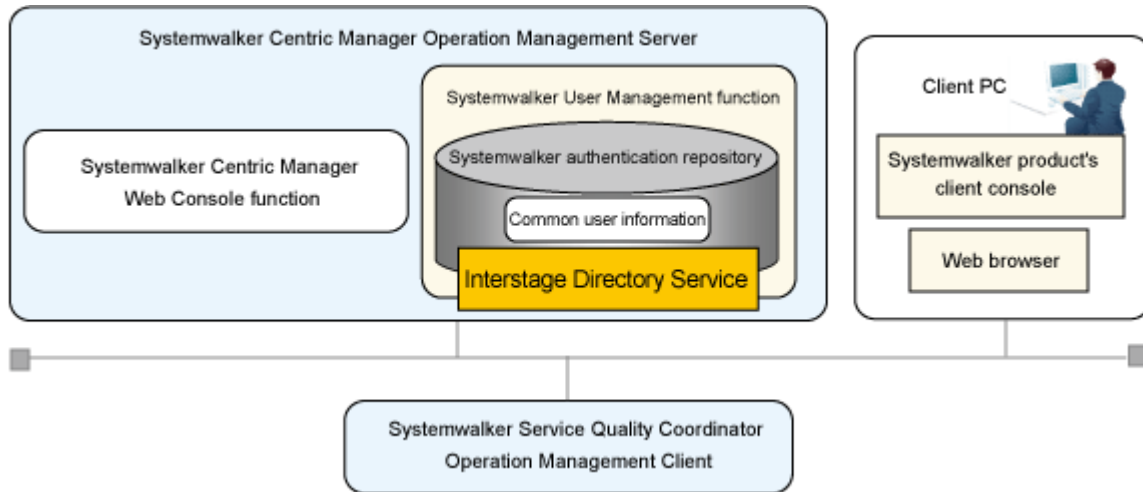 Systemwalker Centric Manager Operation Management Server
Systemwalker User Management function
Systemwalker Centric Manager
Web Console function
Systemwalker authentication repository
Common user information
Interstage Directory Service
Client PC
Systemwalker product's
client console
Web browser
Systemwalker Service Quality Coordinator
Operation Management Client